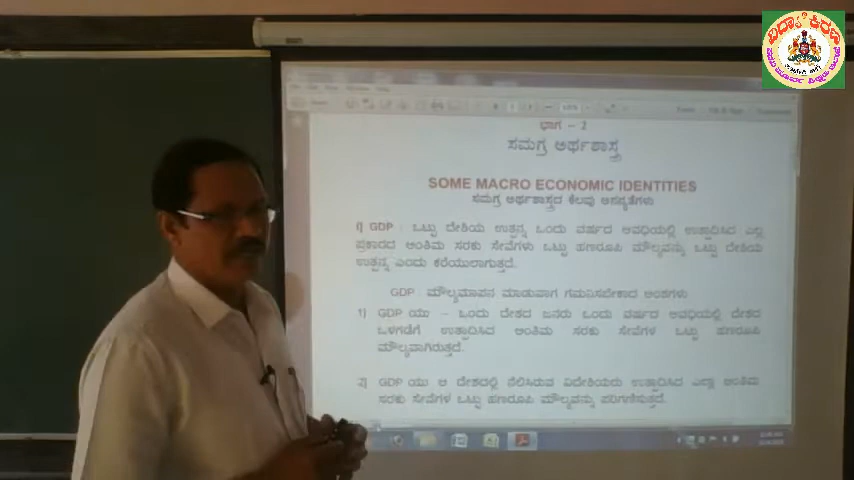 ವಿದ್ಯಾ ಕಿರಣ
ಭಾಗ – 2
ಸಮಗ್ರ ಅರ್ಥಶಾಸ್ತ್ರ
SOME MACRO ECONOMIC IDENTITIES
ಸಮಗ್ರ ಅರ್ಥಶಾಸ್ತ್ರದ ಕೆಲವು ಅನನ್ಯತೆಗಳು
I) GDP : ಒಟ್ಟು ದೇಶಿಯ ಉತ್ಪನ್ನ ಒಂದು ವರ್ಷದ ಅವಧಿಯಲ್ಲಿ ಉತ್ಪಾದಿಸಿದ ಎಲ್ಲ
ಪ್ರಕಾರದ ಅಂತಿಮ ಸರಕು ಸೇವೆಗಳು ಒಟ್ಟು ಹಣರೂಪಿ ಮೌಲ್ಯವನ್ನು ಒಟ್ಟು ದೇಶಿಯ
ಉತ್ಪನ್ನ ಎಂದು ಕರೆಯಲಾಗುತ್ತದೆ.
GDP ಮೌಲ್ಯಮಾಪನ ಮಾಡುವಾಗ ಗಮನಿಸಬೇಕಾದ ಅಂಶಗಳು
1) GDP ಯು – ಒಂದು ದೇಶದ ಜನರು ಒಂದು ವರ್ಷದ ಅವಧಿಯಲ್ಲಿ ದೇಶದ
ಒಳಗಡೆಗೆ ಉತ್ಪಾದಿಸಿದ ಅಂತಿಮ ಸರಕು ಸೇವೆಗಳ ಒಟ್ಟು ಹಣರೂಪಿ
ಮೌಲ್ಯವಾಗಿರುತ್ತದೆ.
2) GDP ಯು ಆ ದೇಶದಲ್ಲಿ ನೆಲೆಸಿರುವ ವಿದೇಶಿಯರು ಉತ್ಪಾದಿಸಿದ ಎಲ್ಲಾ ಅಂತಿಮ
ಸರಕು ಸೇವೆಗಳ ಒಟ್ಟು ಹಣರೂಪಿ ಮೌಲ್ಯವನ್ನು ಪರಿಗಣಿಸುತ್ತದೆ.